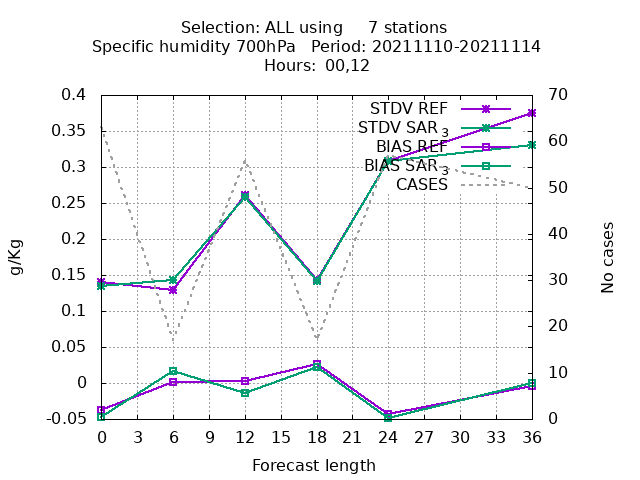 Selection: ALL using 7 stations
Specific humidity 700hPa Period: 20211110-20211114
Hours: 00,12
0.4
0.35
0.3
0.25
0.2
0.15
0.1
0.05
0
-0.05
g/Kg
STDV REF
STDV SAR 3
BIAS REF
BIAS SAR 3
CASES
70
60
50
40
30
20
10
0
No cases
0 3 6 9 12 15 18 21 24 27 30 33 36
Forecast length